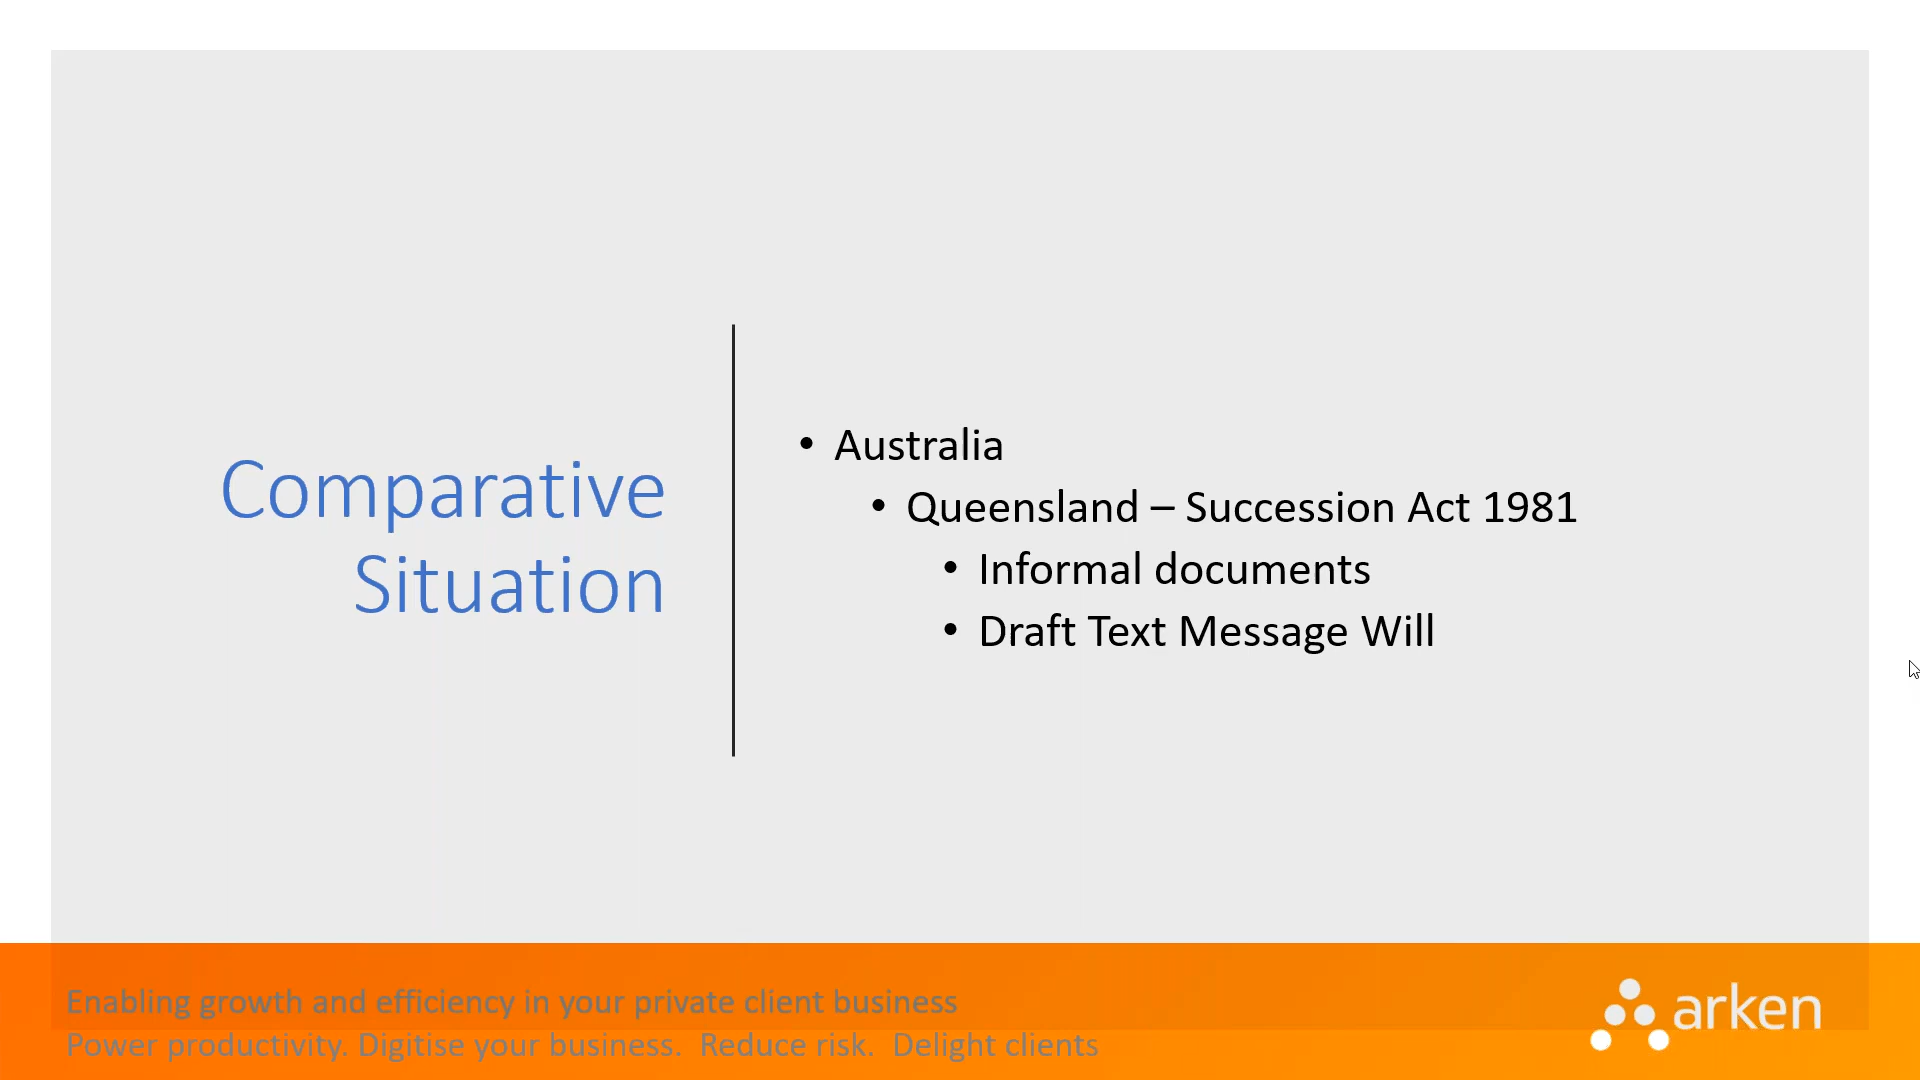 Comparative
Situation
• Australia
• Queensland – Succession Act 1981
• Informal documents
• Draft Text Message Will
Enabling growth and efficiency in your private client business
Power productivity. Digitise your business. Reduce risk. Delight clients
arken